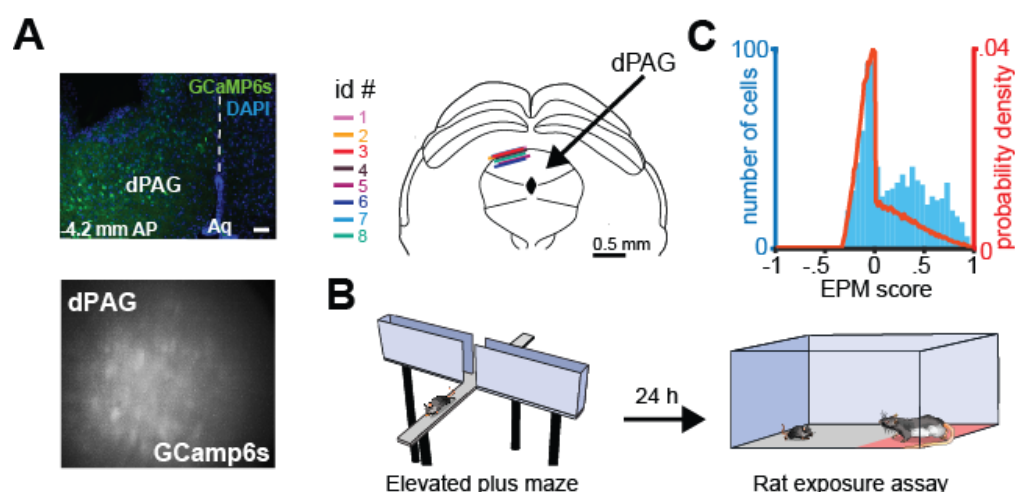 A
GCaMP6s
DAPI
dPAG
-4.2 mm AP
Aq
id #
1
2
3
4
5
6
7
8
dPAG
0.5 mm
dPAG
GCamp6s
B
24 h
Elevated plus maze
Rat exposure assay
C
100
number of cells
0
.04
probability density
.0
-1
-.5
0
.5
1
EPM score